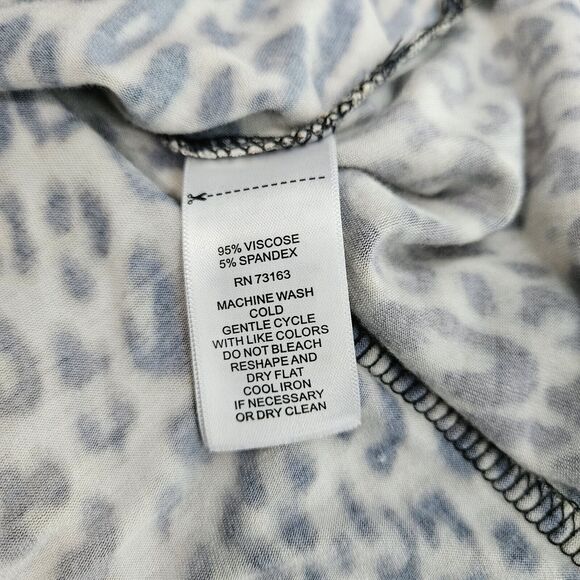 95% VISCOSE
5% SPANDEX
RN 73163
MACHINE WASH
COLD
GENTLE CYCLE
WITH LIKE COLORS
DO NOT BLEACH
RESHAPE AND
DRY FLAT
COOL IRON
IF NECESSARY
OR DRY CLEAN